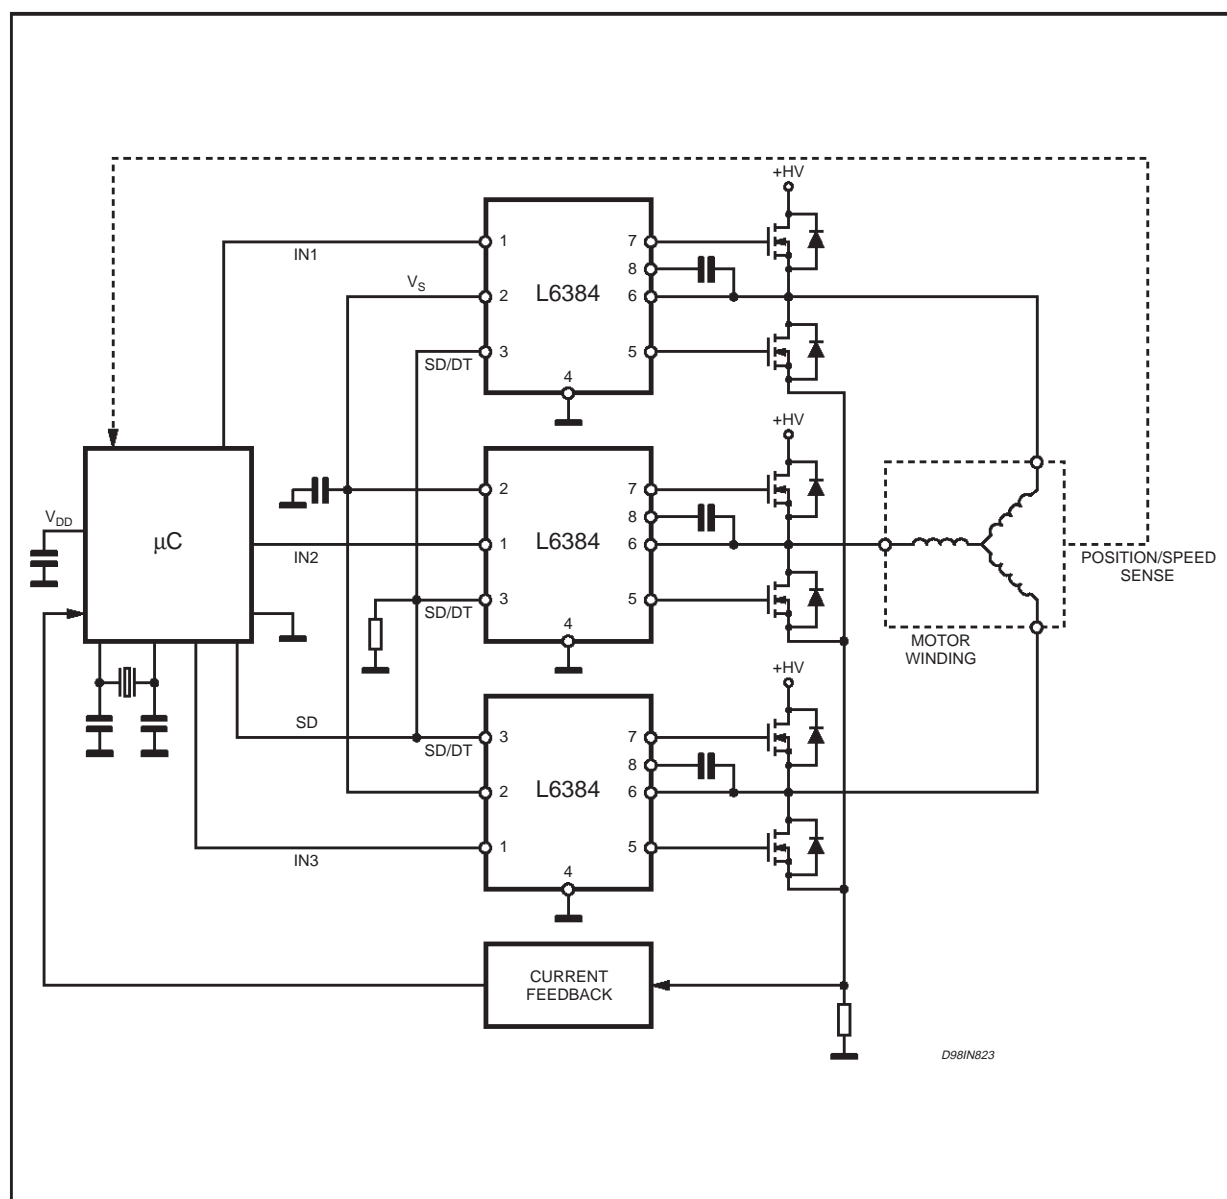 +HV
IN1
1
7
8
V_S
2
L6384
6
SD/DT
3
5
4
+HV
2
7
8
V_DD
µC
IN2
1
L6384
6
POSITION/SPEED
SENSE
SD/DT
3
5
4
MOTOR
WINDING
+HV
SD
SD/DT
3
7
8
2
L6384
6
IN3
1
5
4
CURRENT
FEEDBACK
D98IN823